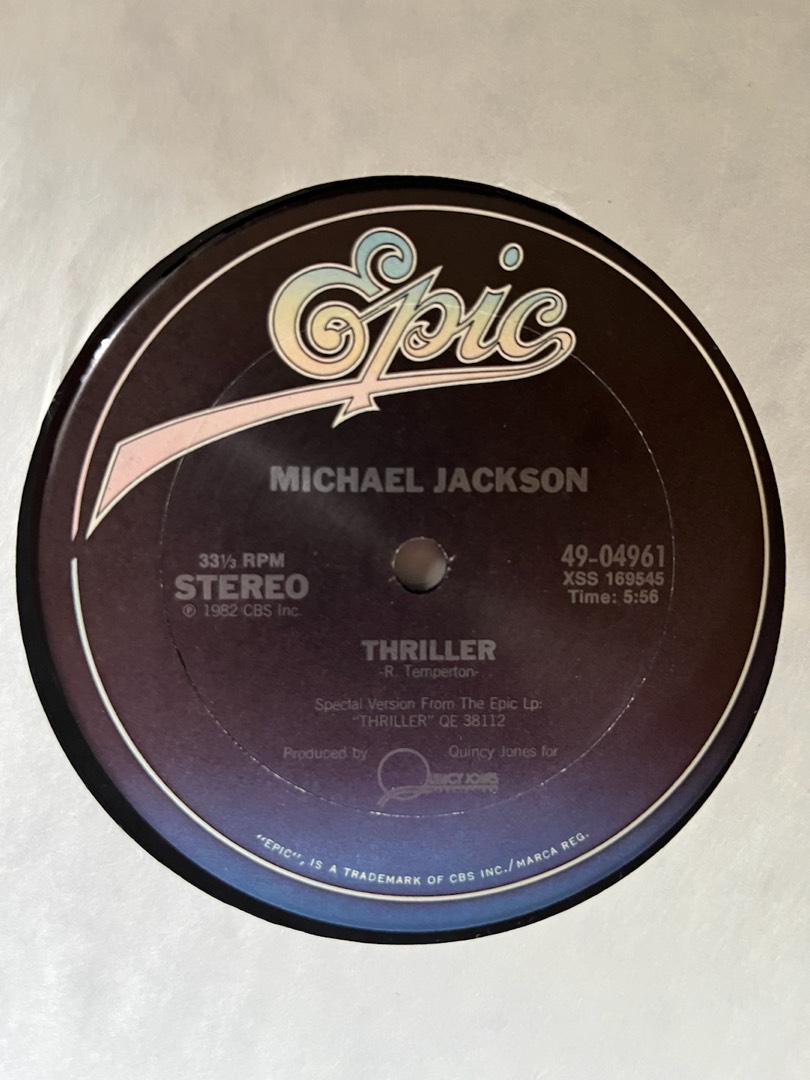 Epic
MICHAEL JACKSON
33⅓ RPM
STEREO
℗ 1982 CBS Inc.
49-04961
XSS 169545
Time: 5:56
THRILLER
-R. Temperton-
Special Version From The Epic Lp:
"THRILLER" QE 38112
Produced by Quincy Jones for
QUINCY JONES
"EPIC", IS A TRADEMARK OF CBS INC./MARCA REG.